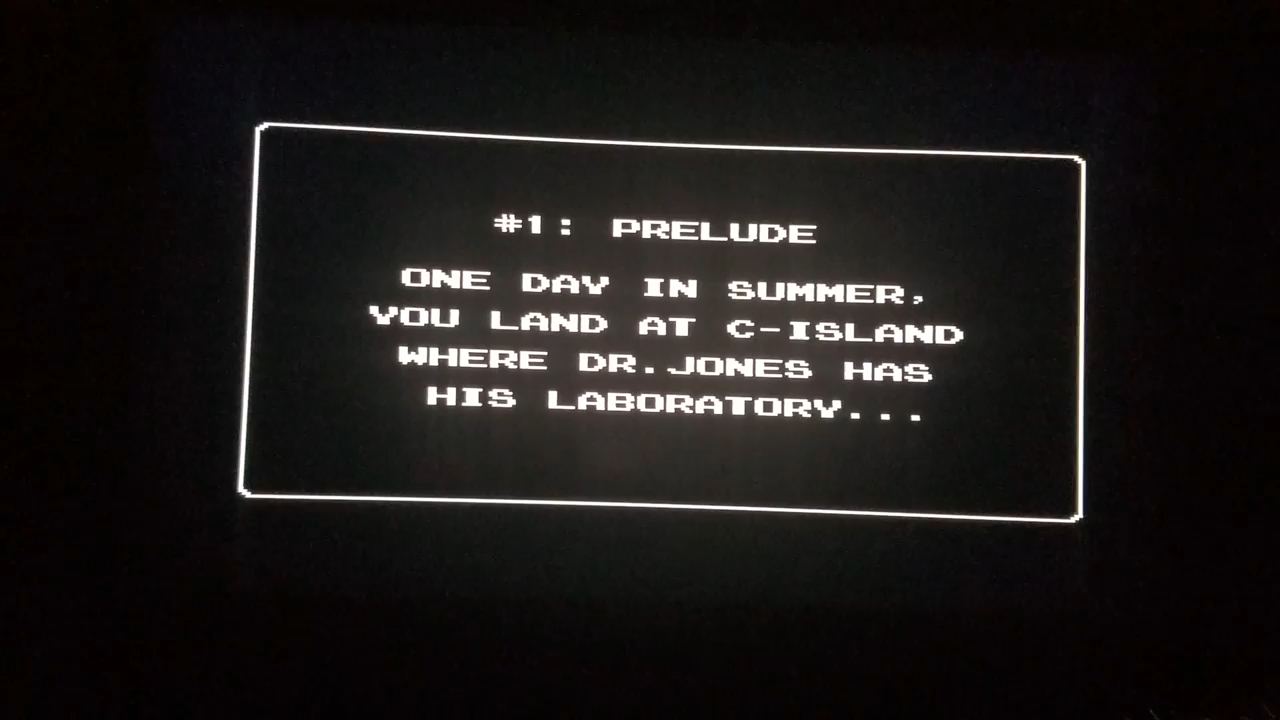 #1: PRELUDE
ONE DAY IN SUMMER,
YOU LAND AT C-ISLAND
WHERE DR.JONES HAS
HIS LABORATORY...